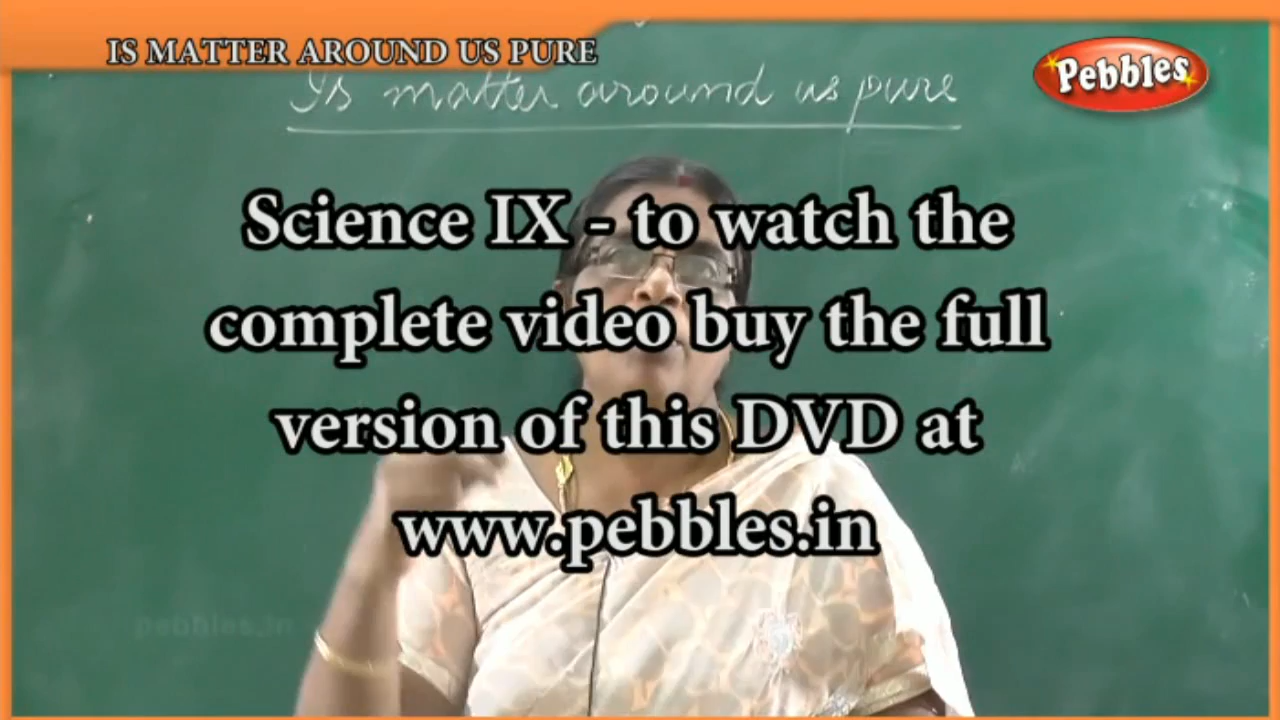 IS MATTER AROUND US PURE
Pebbles
Is matter around us pure
Science IX - to watch the
complete video buy the full
version of this DVD at
www.pebbles.in
pebbles.in